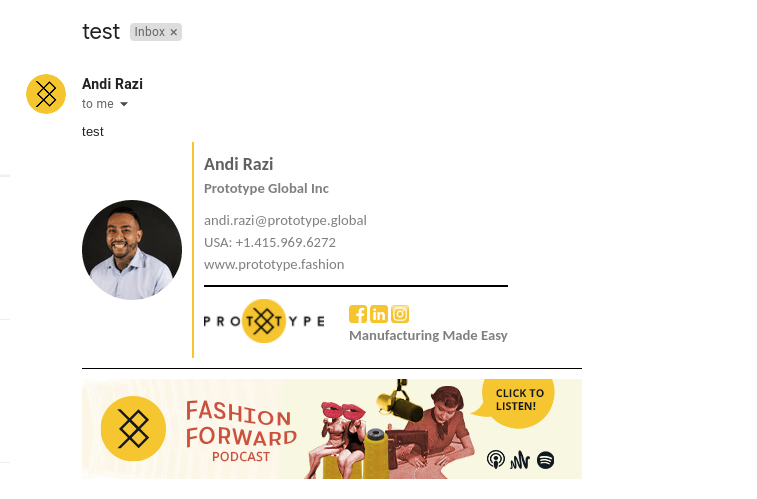 test
Inbox ×
Andi Razi
to me
test
Andi Razi
Prototype Global Inc
andi.razi@prototype.global
USA: +1.415.969.6272
www.prototype.fashion
PROTOTYPE
Manufacturing Made Easy
FASHION
FORWARD
PODCAST
CLICK TO
LISTEN!